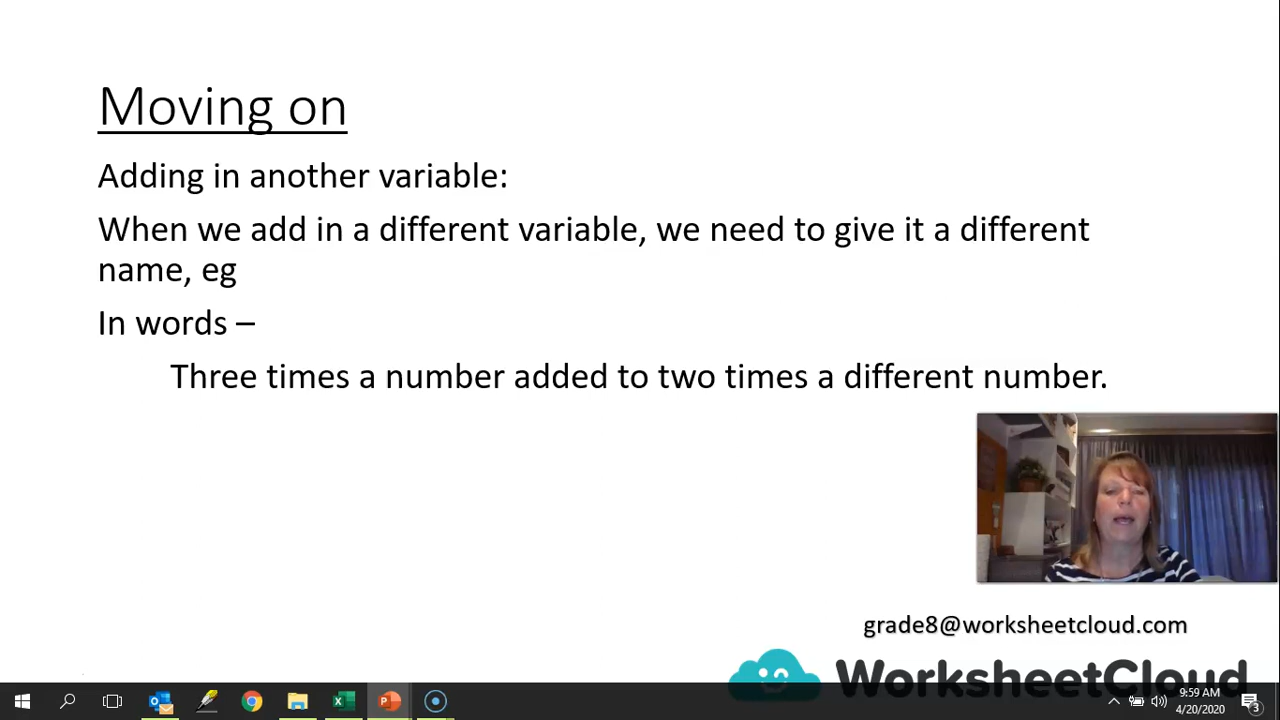 Moving on
Adding in another variable:
When we add in a different variable, we need to give it a different
name, eg
In words –
Three times a number added to two times a different number.
grade8@worksheetcloud.com
WorksheetCloud
9:59 AM
4/20/2020
3